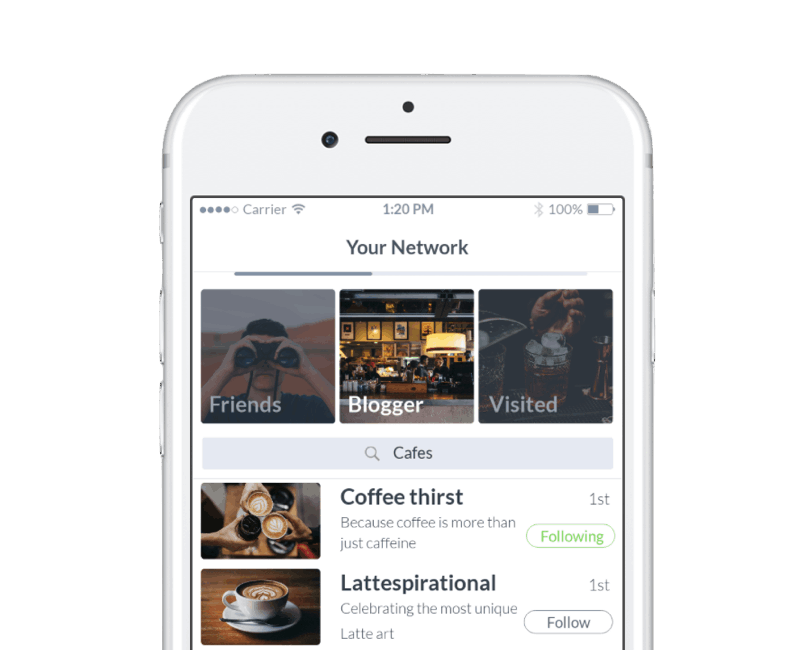 Carrier 1:20 PM 100%
Your Network
Friends Blogger Visited
Cafes
Coffee thirst 1st
Because coffee is more than
just caffeine
Following
Lattespirational 1st
Celebrating the most unique
Latte art
Follow